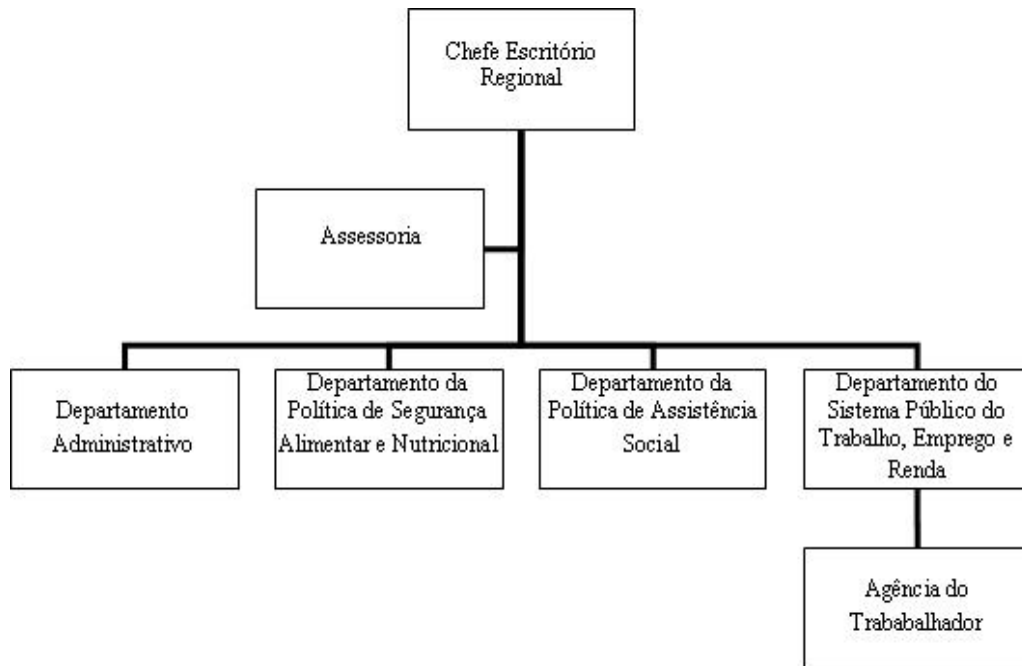 Chefe Escritório
Regional
Assessoria
Departamento
Administrativo
Departamento da
Política de Segurança
Alimentar e Nutricional
Departamento da
Política de Assistência
Social
Departamento do
Sistema Público do
Trabalho, Emprego e
Renda
Agência do
Trababalhador